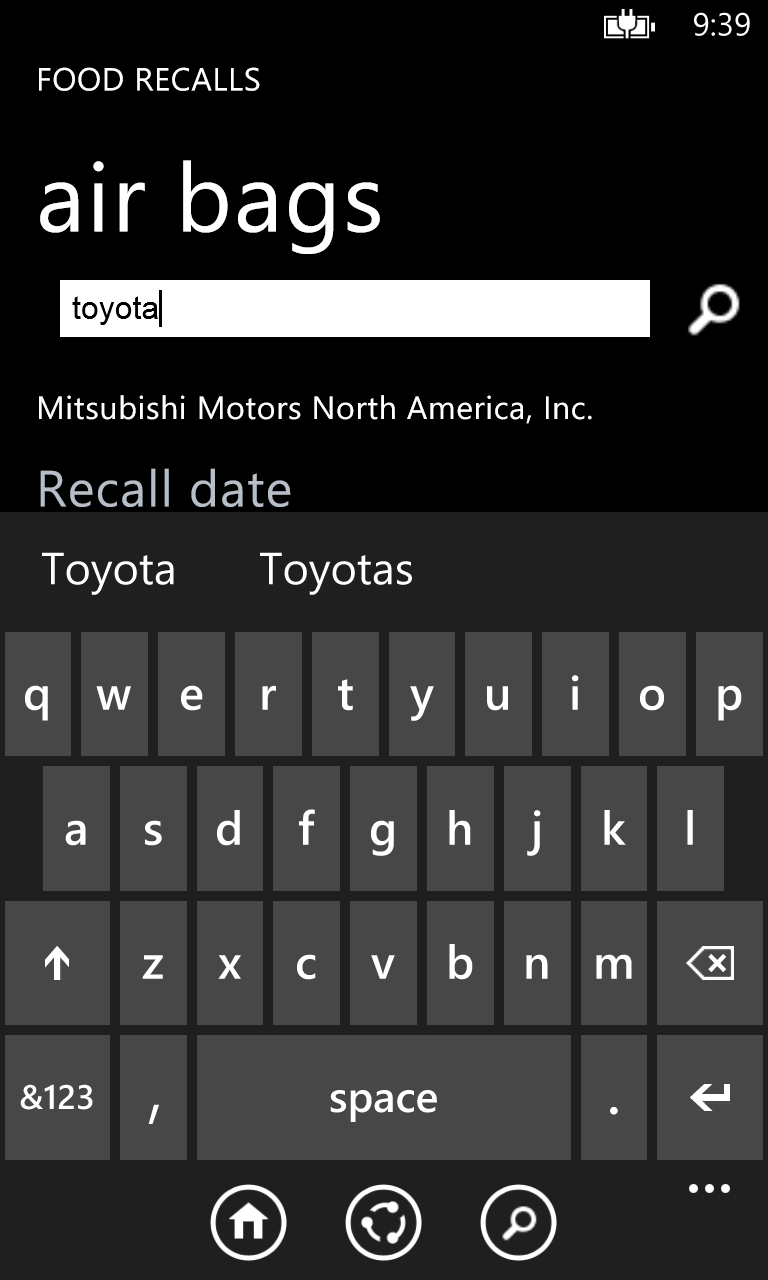 9:39
FOOD RECALLS
air bags
toyota
Mitsubishi Motors North America, Inc.
Recall date
Toyota Toyotas
q w e r t y u i o p
a s d f g h j k l
z x c v b n m
&123 , space .